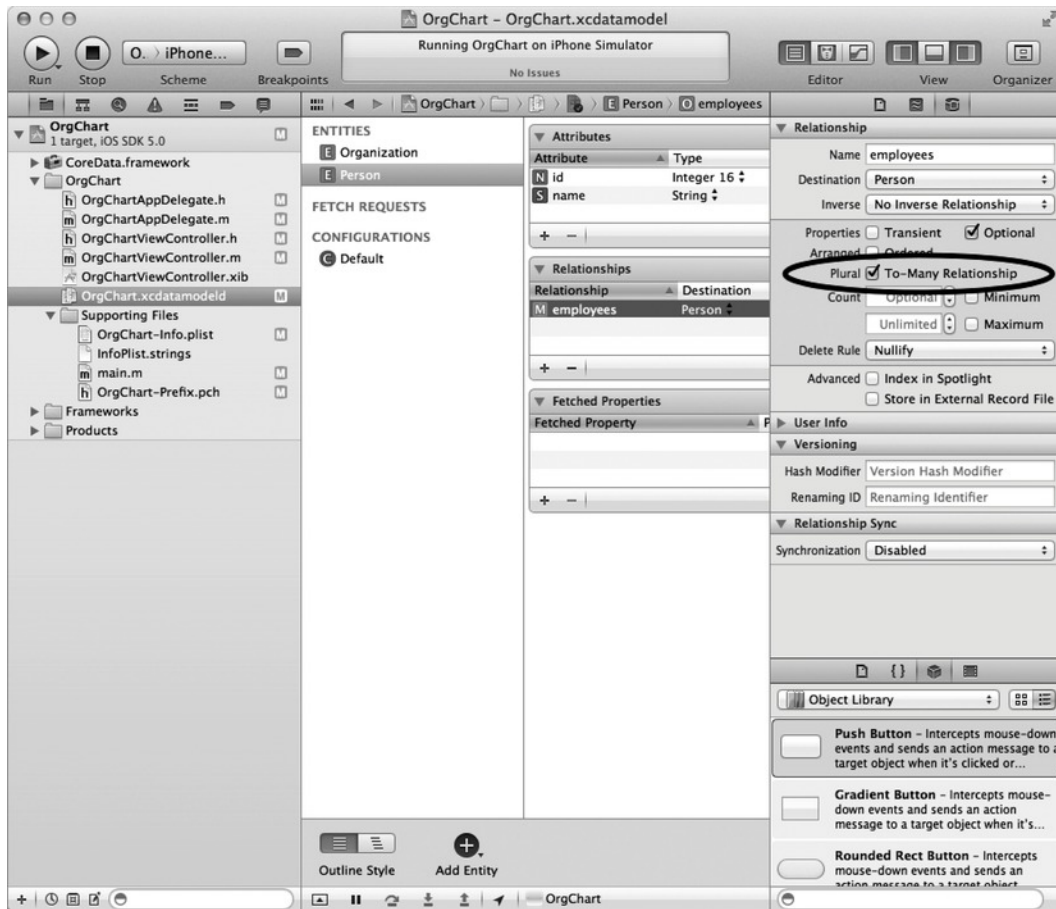 OrgChart – OrgChart.xcdatamodel
Run
Stop
O. 〉 iPhone...
Scheme
Breakpoints
Running OrgChart on iPhone Simulator
No Issues
Editor
View
Organizer
OrgChart 〉 〉 〉 〉 E Person 〉 O employees
OrgChart
1 target, iOS SDK 5.0
M
CoreData.framework
OrgChart
h OrgChartAppDelegate.h M
m OrgChartAppDelegate.m M
h OrgChartViewController.h M
m OrgChartViewController.m M
OrgChartViewController.xib
OrgChart.xcdatamodeld M
Supporting Files
OrgChart-Info.plist M
InfoPlist.strings
m main.m M
h OrgChart-Prefix.pch M
Frameworks
Products
ENTITIES
E Organization
E Person
FETCH REQUESTS
CONFIGURATIONS
C Default
Outline Style
Add Entity
Attributes
Attribute Type
N id Integer 16
S name String
+ −
Relationships
Relationship Destination
M employees Person
+ −
Fetched Properties
Fetched Property P
+ −
Relationship
Name employees
Destination Person
Inverse No Inverse Relationship
Properties Transient Optional
Arranged Ordered
Plural To-Many Relationship
Count Optional Minimum
Unlimited Maximum
Delete Rule Nullify
Advanced Index in Spotlight
Store in External Record File
User Info
Versioning
Hash Modifier Version Hash Modifier
Renaming ID Renaming Identifier
Relationship Sync
Synchronization Disabled
{}
Object Library
Push Button – Intercepts mouse-down
events and sends an action message to a
target object when it's clicked or...
Gradient Button – Intercepts mouse-
down events and sends an action
message to a target object when it's...
Rounded Rect Button – Intercepts
mouse-down events and sends an
action message to a target object
+
OrgChart